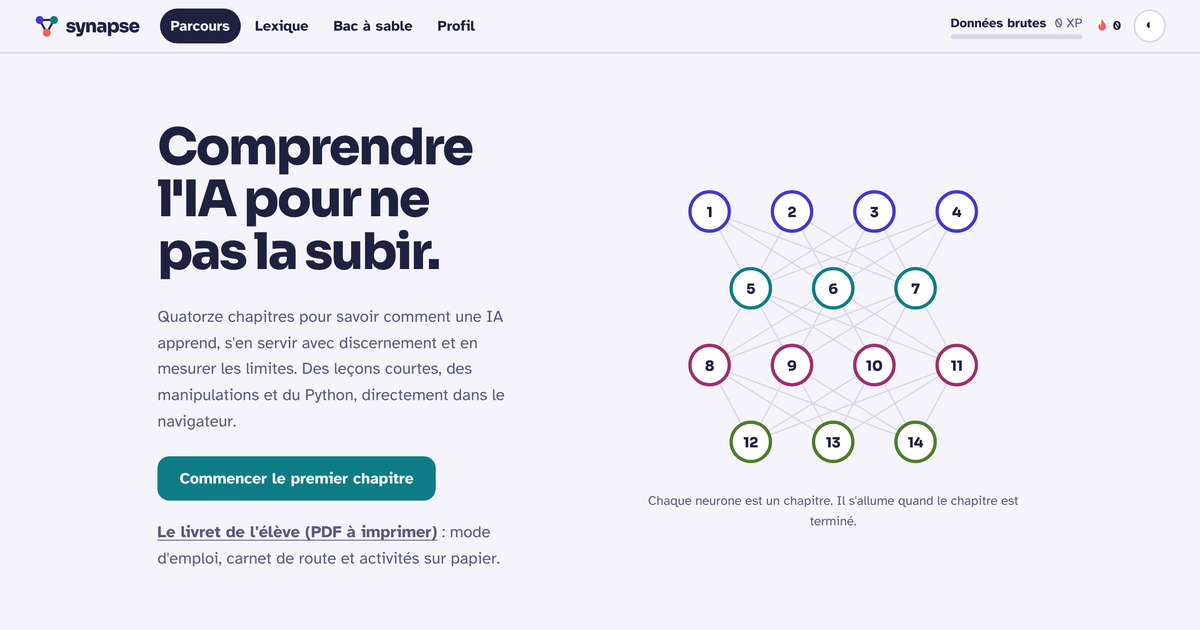 synapse
Parcours
Lexique
Bac à sable
Profil
Données brutes 0 XP
0
Comprendre
l'IA pour ne
pas la subir.
Quatorze chapitres pour savoir comment une IA
apprend, s'en servir avec discernement et en
mesurer les limites. Des leçons courtes, des
manipulations et du Python, directement dans le
navigateur.
Commencer le premier chapitre
Le livret de l'élève (PDF à imprimer) : mode
d'emploi, carnet de route et activités sur papier.
1 2 3 4
5 6 7
8 9 10 11
12 13 14
Chaque neurone est un chapitre. Il s'allume quand le chapitre est
terminé.